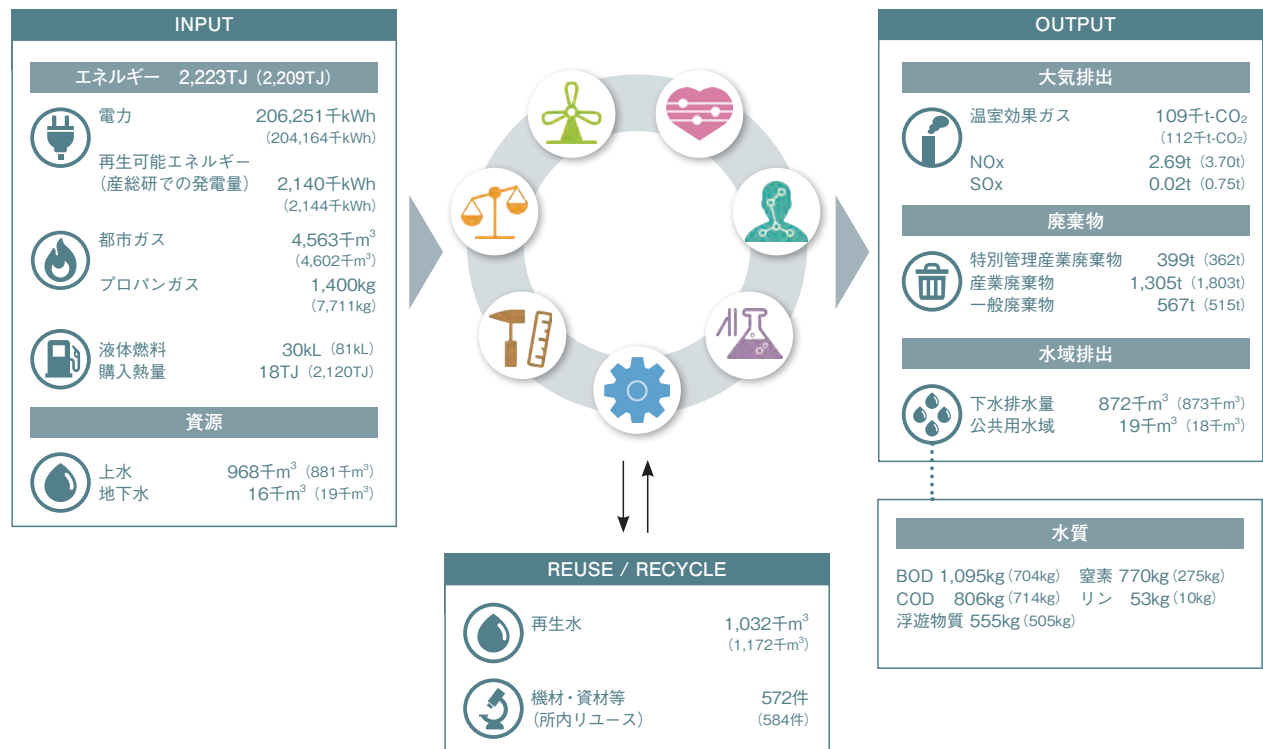 INPUT
エネルギー 2,223TJ（2,209TJ）
電力 206,251千kWh
（204,164千kWh）
再生可能エネルギー
（産総研での発電量） 2,140千kWh
（2,144千kWh）
都市ガス 4,563千m³
（4,602千m³）
プロパンガス 1,400kg
（7,711kg）
液体燃料 30kL（81kL）
購入熱量 18TJ（2,120TJ）
資源
上水 968千m³（881千m³）
地下水 16千m³（19千m³）
REUSE / RECYCLE
再生水 1,032千m³
（1,172千m³）
機材・資材等 572件
（所内リユース） （584件）
OUTPUT
大気排出
温室効果ガス 109千t-CO₂
（112千t-CO₂）
NOx 2.69t（3.70t）
SOx 0.02t（0.75t）
廃棄物
特別管理産業廃棄物 399t（362t）
産業廃棄物 1,305t（1,803t）
一般廃棄物 567t（515t）
水域排出
下水排水量 872千m³（873千m³）
公共用水域 19千m³（18千m³）
水質
BOD 1,095kg（704kg） 窒素 770kg（275kg）
COD 806kg（714kg） リン 53kg（10kg）
浮遊物質 555kg（505kg）